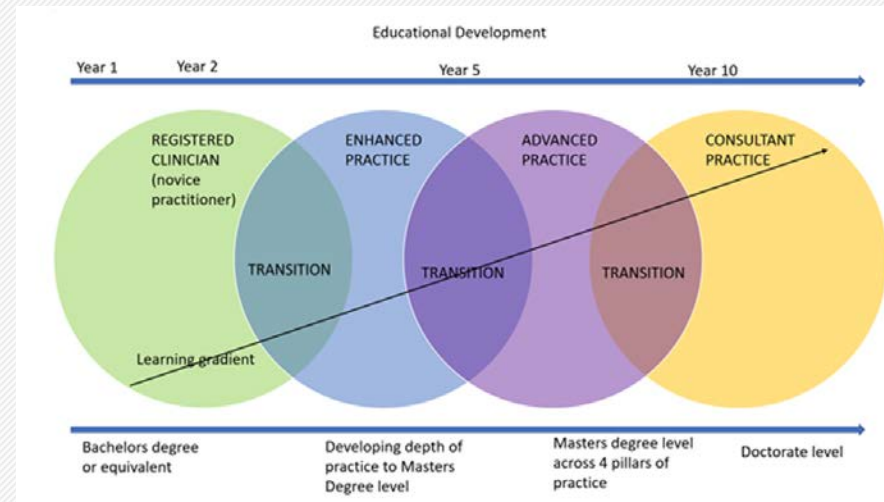 Educational Development
Year 1
Year 2
Year 5
Year 10
REGISTERED
CLINICIAN
(novice
practitioner)
ENHANCED
PRACTICE
ADVANCED
PRACTICE
CONSULTANT
PRACTICE
TRANSITION
TRANSITION
TRANSITION
Learning gradient
Bachelors degree
or equivalent
Developing depth of
practice to Masters
Degree level
Masters degree level
across 4 pillars of
practice
Doctorate level